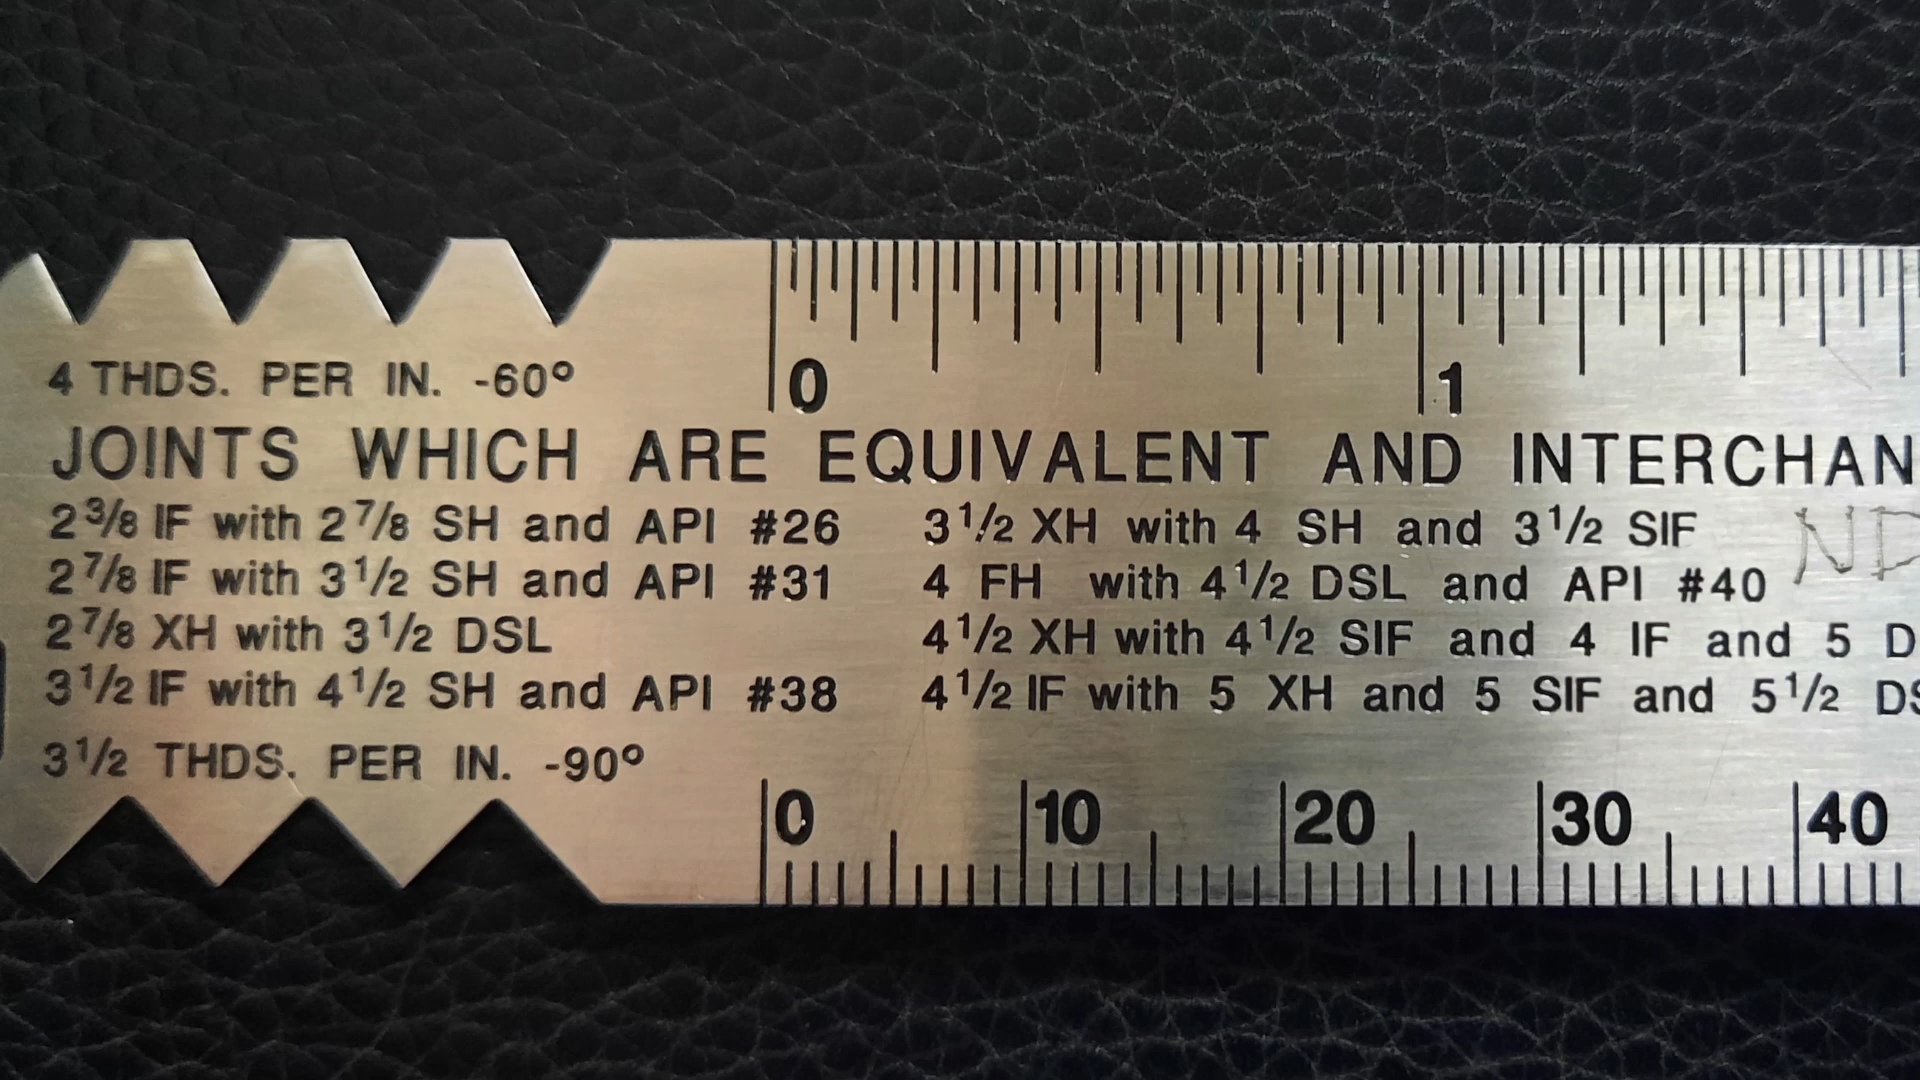 4 THDS. PER IN. -60° 0 1
JOINTS WHICH ARE EQUIVALENT AND INTERCHAN
2 3/8 IF with 2 7/8 SH and API #26 3 1/2 XH with 4 SH and 3 1/2 SIF ND
2 7/8 IF with 3 1/2 SH and API #31 4 FH with 4 1/2 DSL and API #40
2 7/8 XH with 3 1/2 DSL 4 1/2 XH with 4 1/2 SIF and 4 IF and 5 D
3 1/2 IF with 4 1/2 SH and API #38 4 1/2 IF with 5 XH and 5 SIF and 5 1/2 DS
3 1/2 THDS. PER IN. -90°
0 10 20 30 40